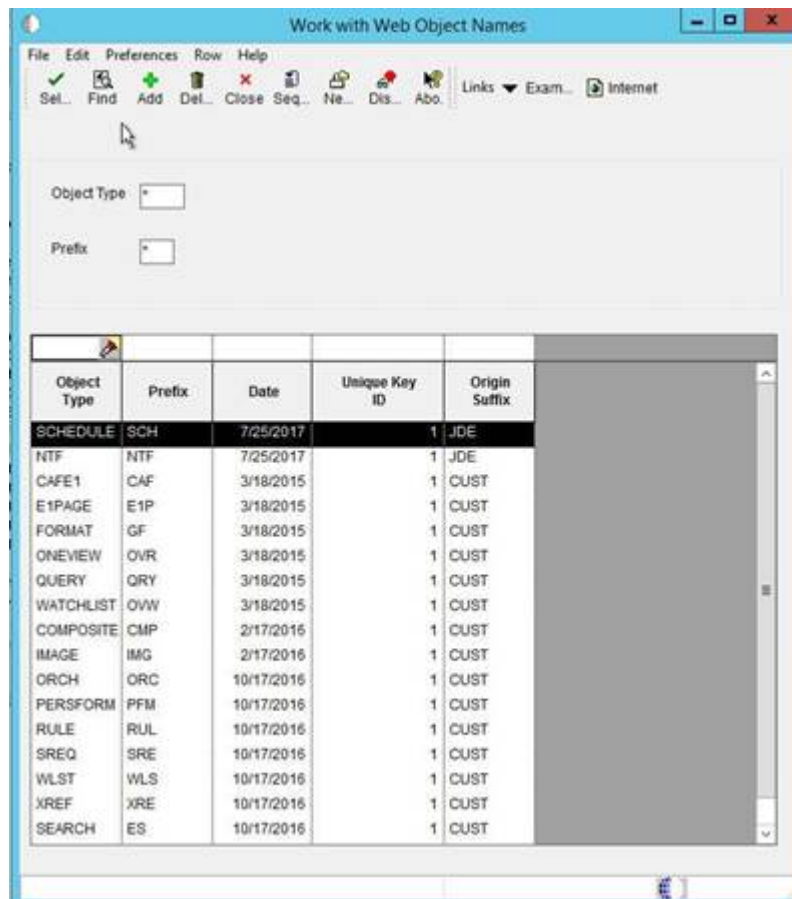 Work with Web Object Names
File Edit Preferences Row Help
Sel... Find Add Del... Close Seq... Ne... Dis... Abo. Links Exam... Internet
Object Type *
Prefix *
Object Type Prefix Date Unique Key ID Origin Suffix
SCHEDULE SCH 7/25/2017 1 JDE
NTF NTF 7/25/2017 1 JDE
CAFE1 CAF 3/18/2015 1 CUST
E1PAGE E1P 3/18/2015 1 CUST
FORMAT GF 3/18/2015 1 CUST
ONEVIEW OVR 3/18/2015 1 CUST
QUERY QRY 3/18/2015 1 CUST
WATCHLIST OVW 3/18/2015 1 CUST
COMPOSITE CMP 2/17/2016 1 CUST
IMAGE IMG 2/17/2016 1 CUST
ORCH ORC 10/17/2016 1 CUST
PERSFORM PFM 10/17/2016 1 CUST
RULE RUL 10/17/2016 1 CUST
SREQ SRE 10/17/2016 1 CUST
WLST WLS 10/17/2016 1 CUST
XREF XRE 10/17/2016 1 CUST
SEARCH ES 10/17/2016 1 CUST